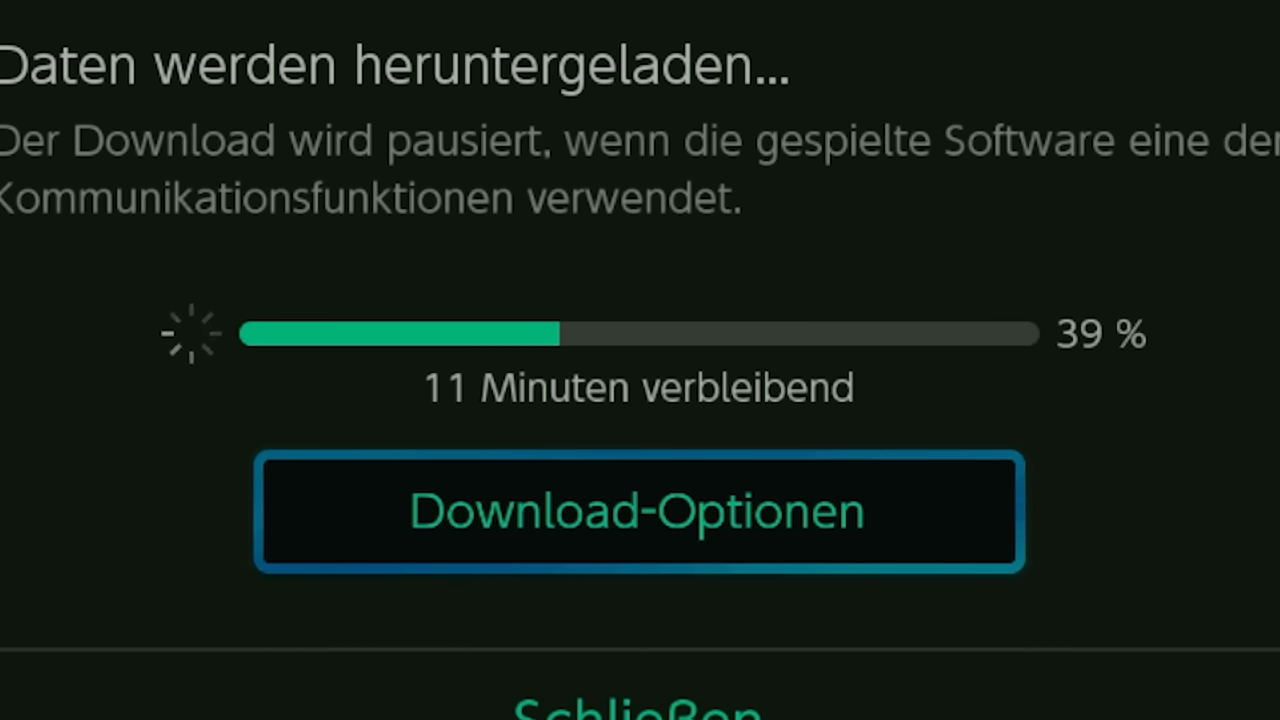 Daten werden heruntergeladen...
Der Download wird pausiert, wenn die gespielte Software eine der
Kommunikationsfunktionen verwendet.
39 %
11 Minuten verbleibend
Download-Optionen
Schließen